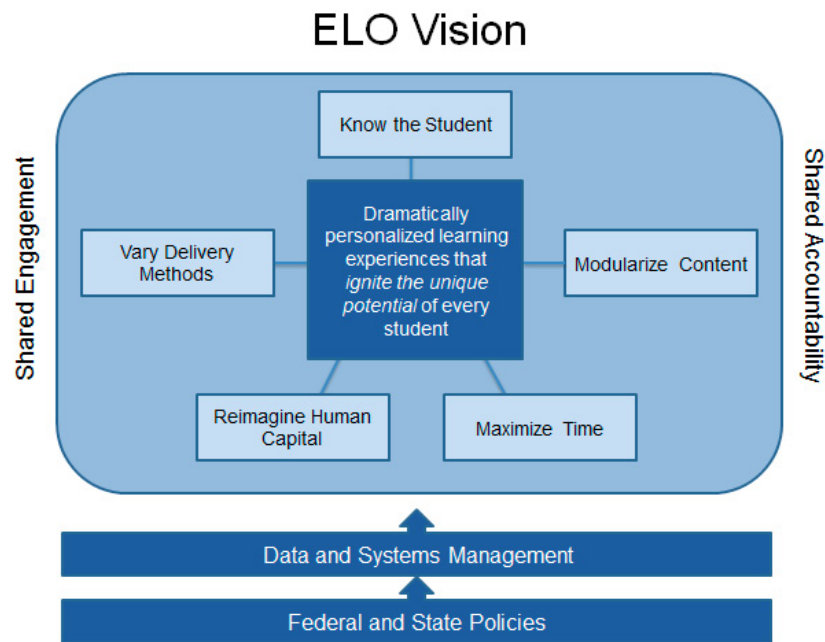 ELO Vision
Shared Engagement
Shared Accountability
Know the Student
Vary Delivery
Methods
Dramatically
personalized learning
experiences that
ignite the unique
potential of every
student
Modularize Content
Reimagine Human
Capital
Maximize Time
Data and Systems Management
Federal and State Policies